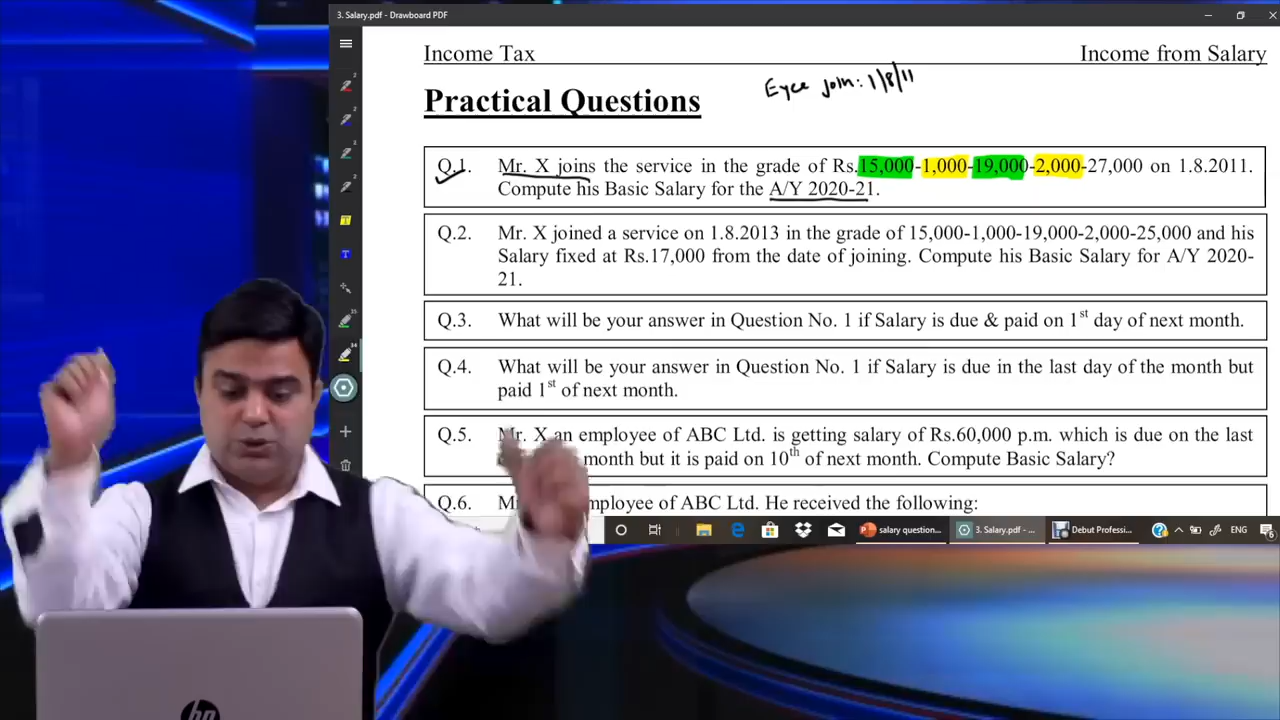 3. Salary.pdf - Drawboard PDF
Income Tax
Income from Salary
join: 1/8/11
Practical Questions
Q.1. Mr. X joins the service in the grade of Rs.15,000-1,000-19,000-2,000-27,000 on 1.8.2011.
Compute his Basic Salary for the A/Y 2020-21.
Q.2. Mr. X joined a service on 1.8.2013 in the grade of 15,000-1,000-19,000-2,000-25,000 and his
Salary fixed at Rs.17,000 from the date of joining. Compute his Basic Salary for A/Y 2020-
21.
Q.3. What will be your answer in Question No. 1 if Salary is due & paid on 1st day of next month.
Q.4. What will be your answer in Question No. 1 if Salary is due in the last day of the month but
paid 1st of next month.
Q.5. Mr. X an employee of ABC Ltd. is getting salary of Rs.60,000 p.m. which is due on the last
month but it is paid on 10th of next month. Compute Basic Salary?
Q.6. employee of ABC Ltd. He received the following:
salary question...
3. Salary.pdf - ...
Debut Professi...
ENG
hp